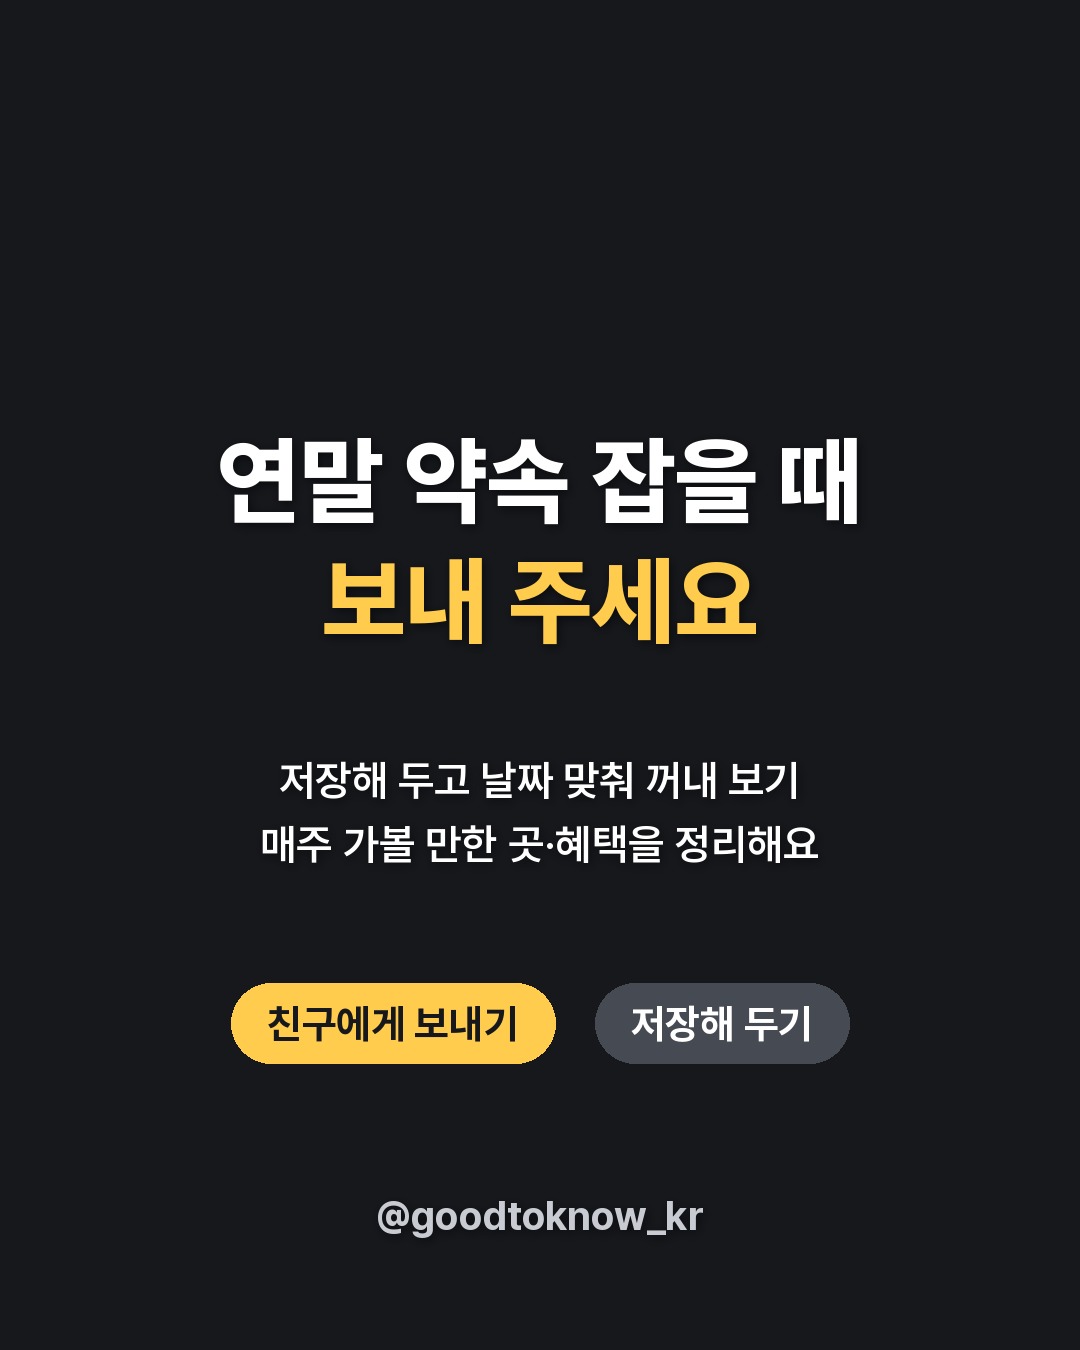 연말 약속 잡을 때
보내 주세요
저장해 두고 날짜 맞춰 꺼내 보기
매주 가볼 만한 곳·혜택을 정리해요
친구에게 보내기
저장해 두기
@goodtoknow_kr